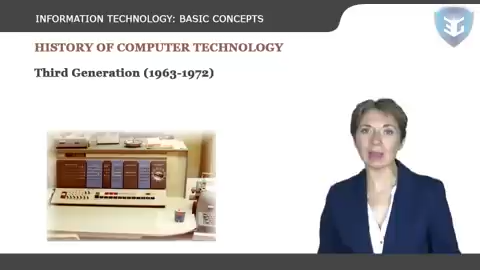 INFORMATION TECHNOLOGY: BASIC CONCEPTS
HISTORY OF COMPUTER TECHNOLOGY
Third Generation (1963-1972)